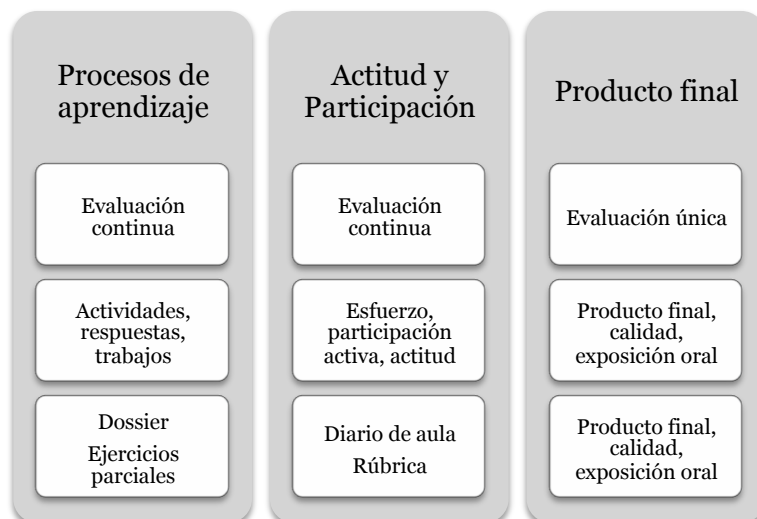 Procesos de
aprendizaje
Evaluación
continua
Actividades,
respuestas,
trabajos
Dossier
Ejercicios
parciales
Actitud y
Participación
Evaluación
continua
Esfuerzo,
participación
activa, actitud
Diario de aula
Rúbrica
Producto final
Evaluación única
Producto final,
calidad,
exposición oral
Producto final,
calidad,
exposición oral